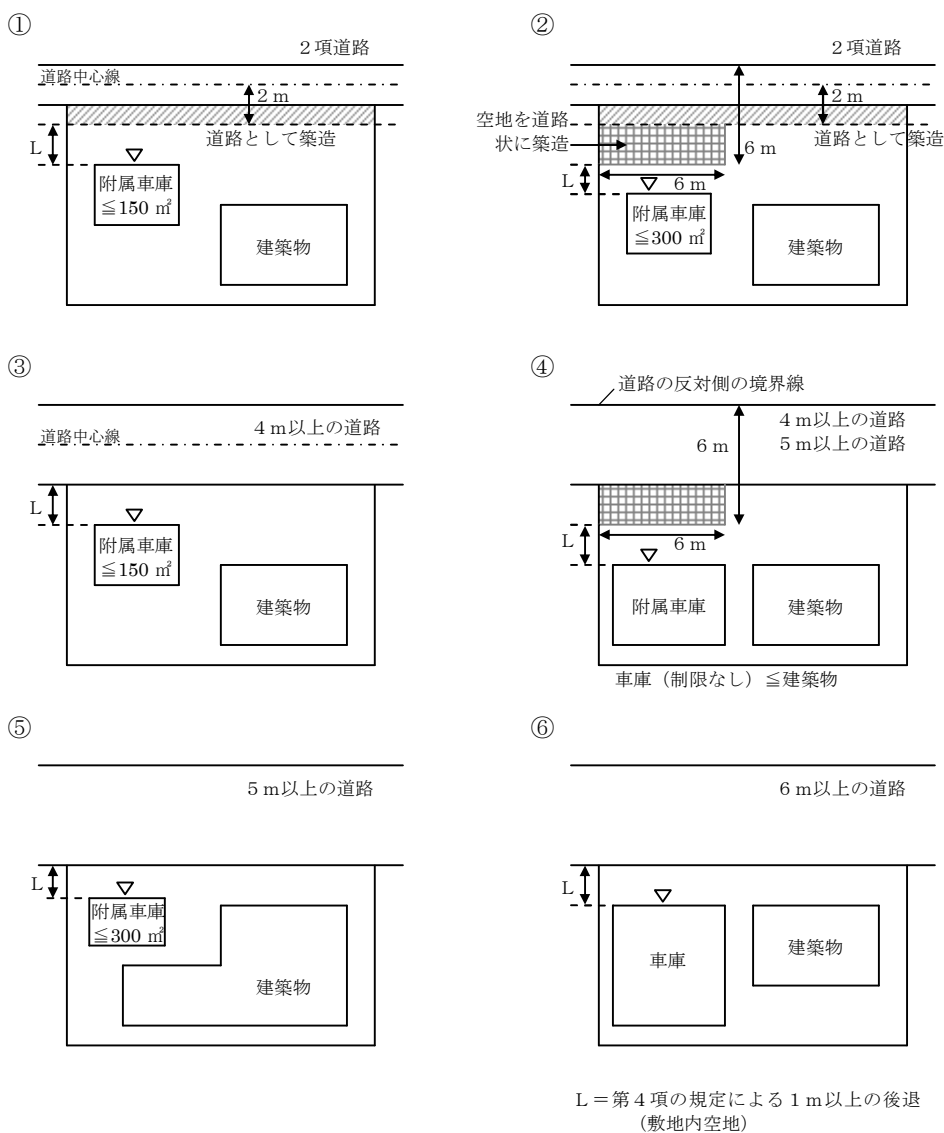 ①
2項道路
道路中心線
2m
道路として築造
L
附属車庫
≦150 ㎡
建築物
②
2項道路
2m
空地を道路
状に築造
道路として築造
6m
L
6m
附属車庫
≦300 ㎡
建築物
③
4m以上の道路
道路中心線
L
附属車庫
≦150 ㎡
建築物
④
道路の反対側の境界線
4m以上の道路
5m以上の道路
6m
L
6m
附属車庫
建築物
車庫（制限なし）≦建築物
⑤
5m以上の道路
L
附属車庫
≦300 ㎡
建築物
⑥
6m以上の道路
L
車庫
建築物
L＝第4項の規定による1m以上の後退
（敷地内空地）